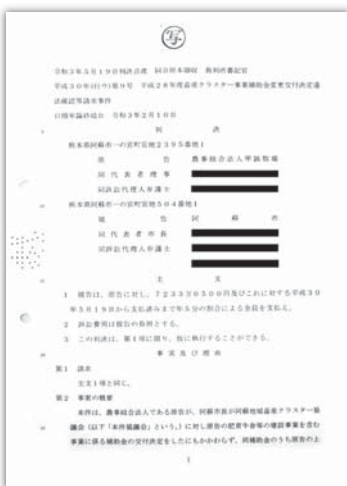 写
令和3年5月19日判決言渡 同日原本領収 裁判所書記官
平成30年(行ウ)第9号 平成28年度畜産クラスター事業補助金変更交付決定違
法確認等請求事件
口頭弁論終結日 令和3年2月10日
判決
熊本県阿蘇市一の宮町宮地2395番地1
原告 農事組合法人甲誠牧場
同代表者理事
同訴訟代理人弁護士
熊本県阿蘇市一の宮町宮地504番地1
被告 阿蘇市
同代表者市長
同訴訟代理人弁護士
主文
1 被告は、原告に対し、7233万0500円及びこれに対する平成30
年5月19日から支払済みまで年5分の割合による金員を支払え。
2 訴訟費用は被告の負担とする。
3 この判決は、第1項に限り、仮に執行することができる。
事実及び理由
第1 請求
主文1項と同じ。
第2 事案の概要
本件は、農事組合法人である原告が、阿蘇市長が阿蘇地域畜産クラスター協
議会(以下「本件協議会」という。)に対し原告の肥育牛舎等の建設事業を含む
事業に係る補助金の交付決定をしたにもかかわらず、同補助金のうち原告の上
1